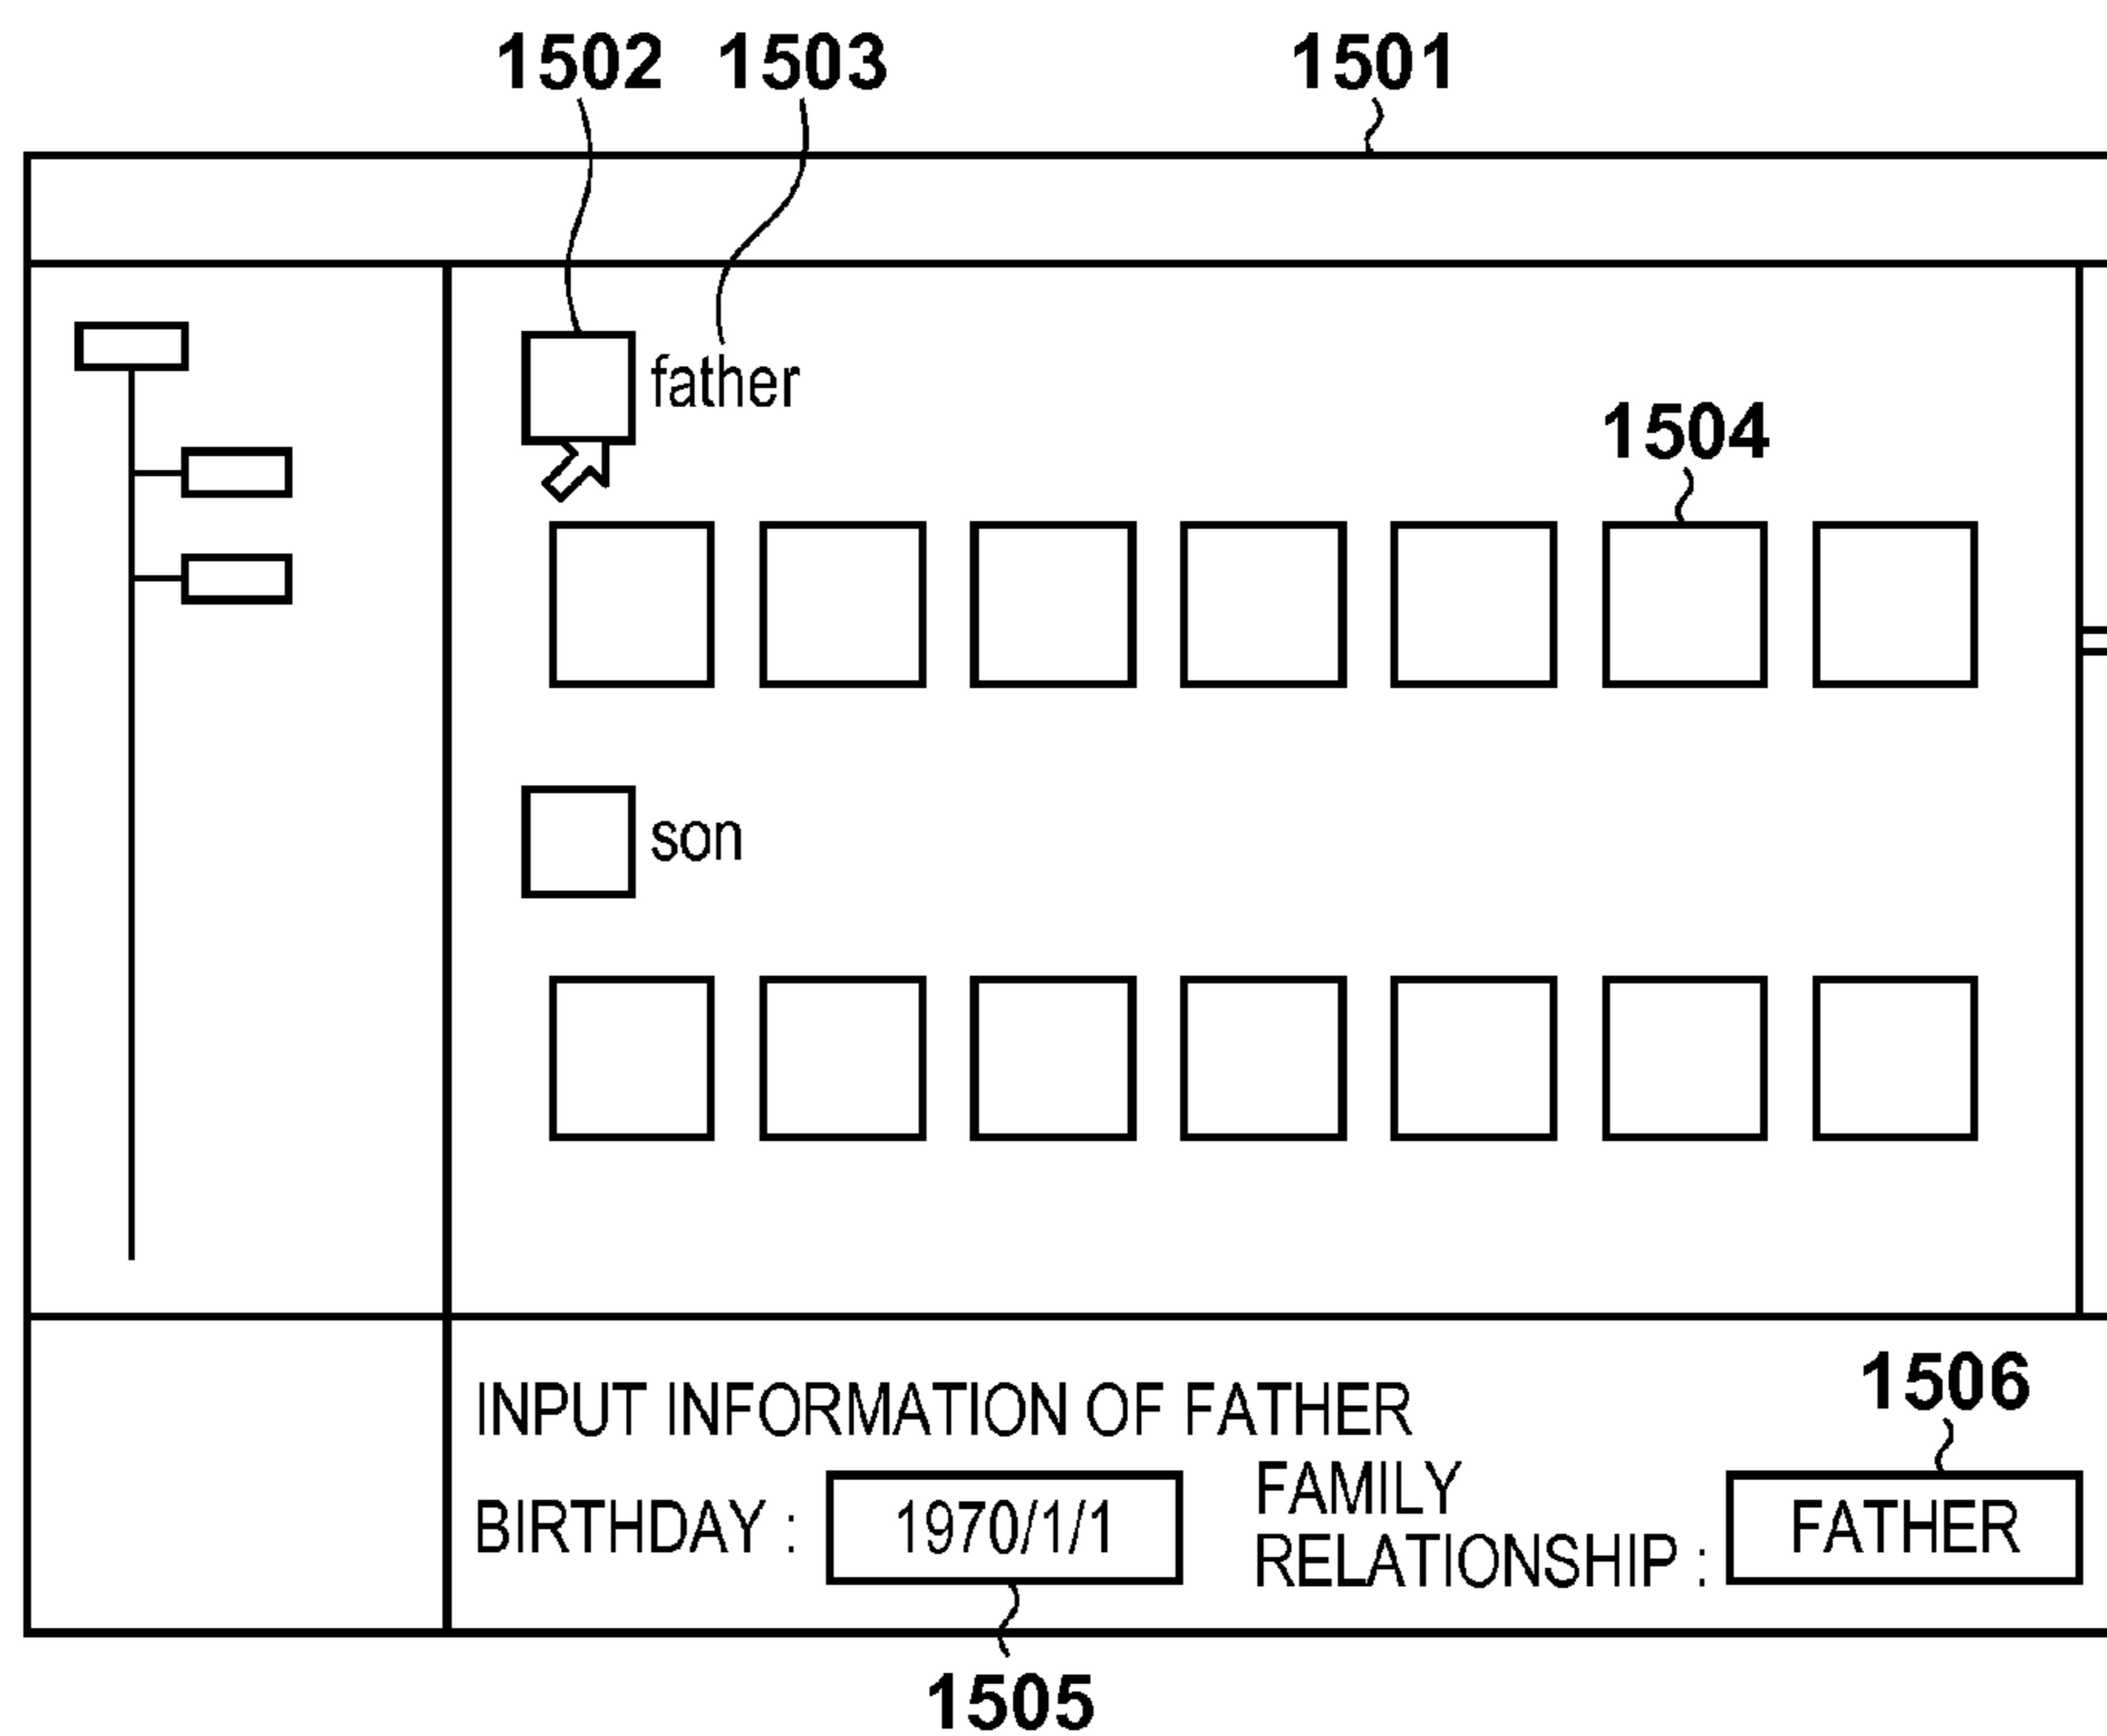 1502 1503 1501
father
1504
son
1506
INPUT INFORMATION OF FATHER
BIRTHDAY : 1970/1/1 FAMILY RELATIONSHIP : FATHER
1505